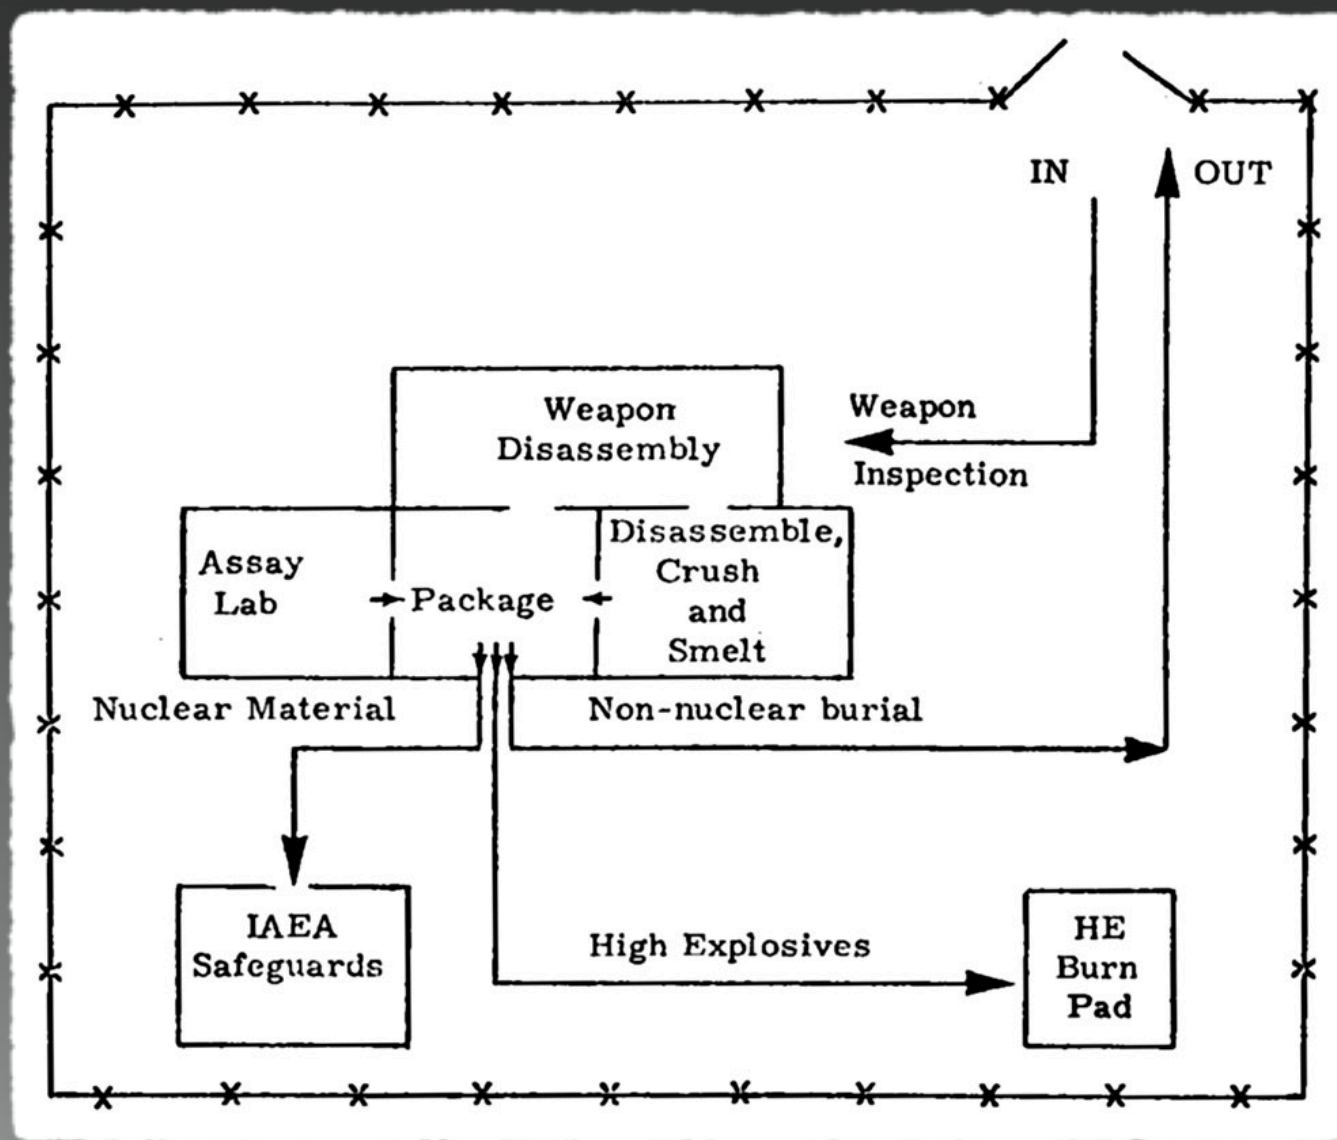 IN
OUT
Weapon
Disassembly
Weapon
Inspection
Assay
Lab
Package
Disassemble,
Crush
and
Smelt
Nuclear Material
Non-nuclear burial
IAEA
Safeguards
High Explosives
HE
Burn
Pad